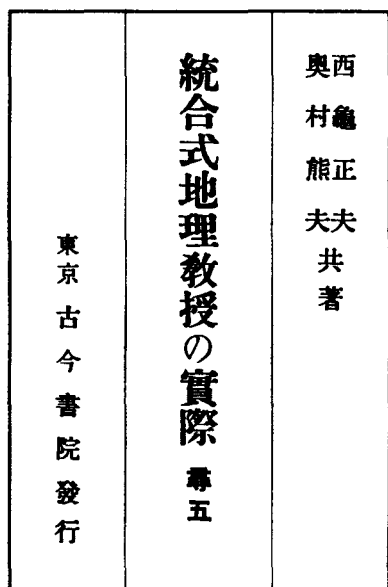 西龜正夫
奥村熊夫
共著
統合式地理教授の實際 尋五
東京 古今書院發行